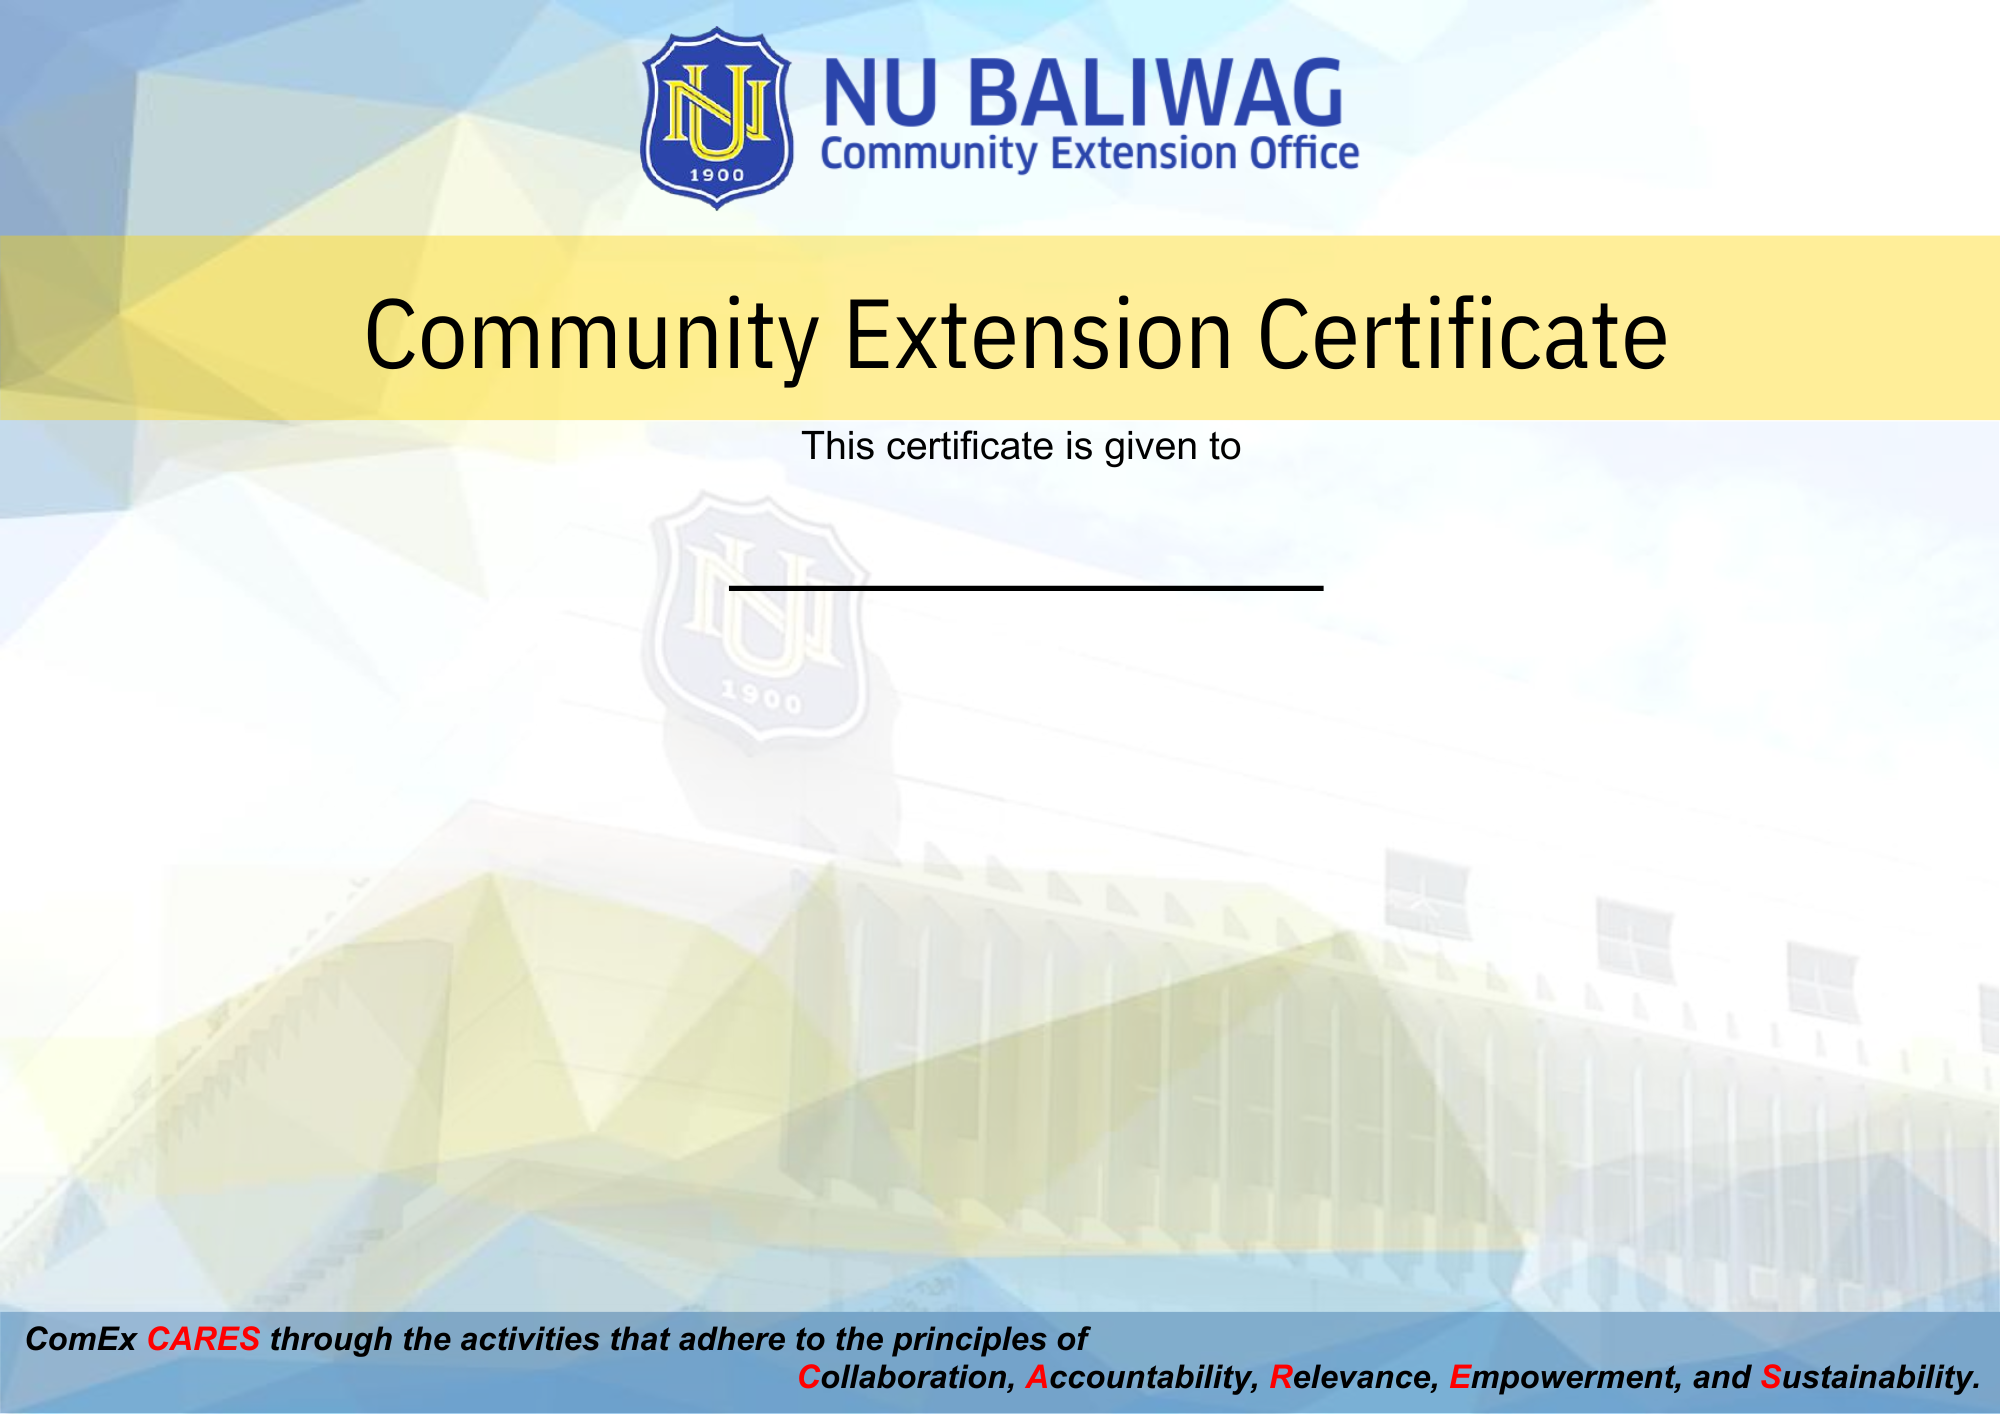 NU
1900
NU BALIWAG
Community Extension Office
Community Extension Certificate
This certificate is given to
NU
1900
ComEx CARES through the activities that adhere to the principles of
Collaboration, Accountability, Relevance, Empowerment, and Sustainability.